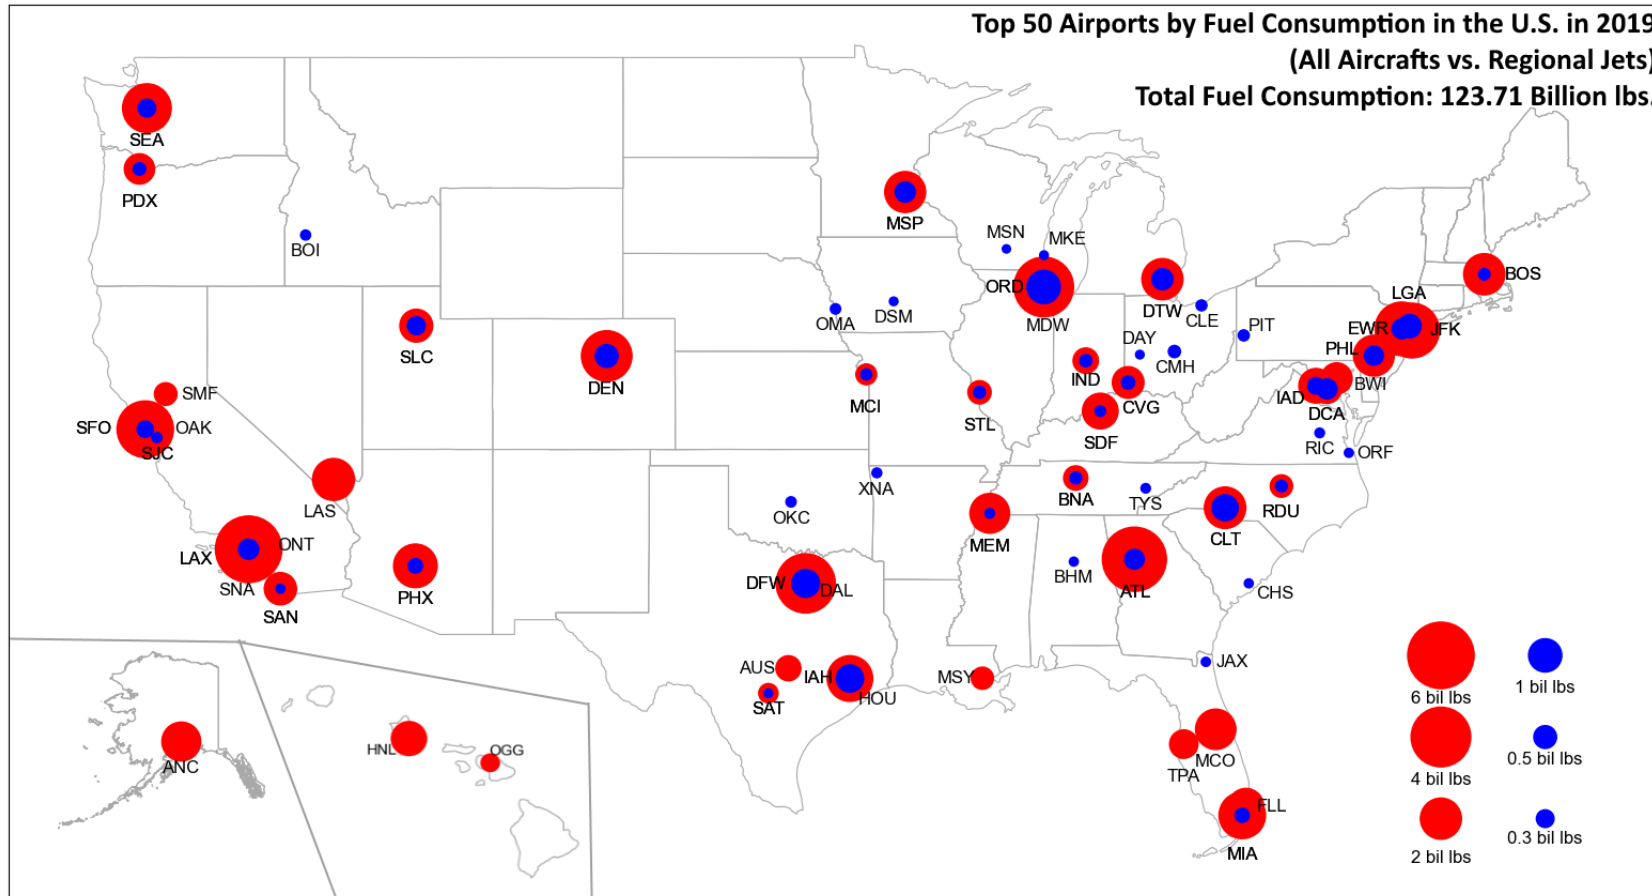 Top 50 Airports by Fuel Consumption in the U.S. in 2019
(All Aircrafts vs. Regional Jets)
Total Fuel Consumption: 123.71 Billion lbs.
SEA
PDX
BOI
MSP
MSN
MKE
ORD
MDW
DTW
CLE
BOS
LGA
EWR
JFK
PHL
BWI
IAD
DCA
PIT
DAY
CMH
OMA
DSM
SLC
DEN
SMF
SFO
OAK
SJC
MCI
STL
IND
CVG
SDF
RIC
ORF
LAS
XNA
OKC
BNA
TYS
RDU
CLT
MEM
LAX
ONT
SNA
SAN
PHX
DFW
DAL
BHM
ATL
CHS
AUS
IAH
HOU
SAT
MSY
JAX
TPA
MCO
FLL
MIA
ANC
HNL
OGG
6 bil lbs
1 bil lbs
4 bil lbs
0.5 bil lbs
2 bil lbs
0.3 bil lbs